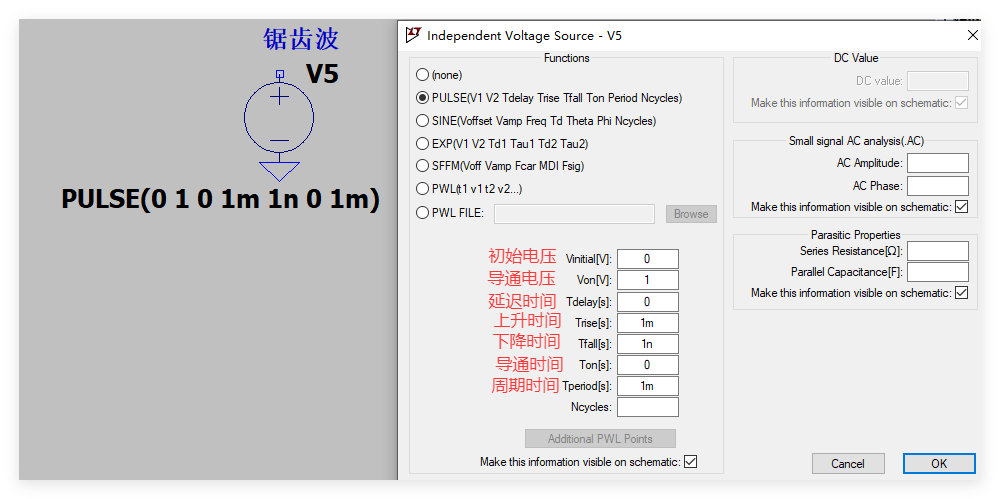 锯齿波
V5
PULSE(0 1 0 1m 1n 0 1m)
Independent Voltage Source - V5
Functions
(none)
PULSE(V1 V2 Tdelay Trise Tfall Ton Period Ncycles)
SINE(Voffset Vamp Freq Td Theta Phi Ncycles)
EXP(V1 V2 Td1 Tau1 Td2 Tau2)
SFFM(Voff Vamp Fcar MDI Fsig)
PWL(t1 v1 t2 v2...)
PWL FILE: Browse
初始电压 Vinitial[V]: 0
导通电压 Von[V]: 1
延迟时间 Tdelay[s]: 0
上升时间 Trise[s]: 1m
下降时间 Tfall[s]: 1n
导通时间 Ton[s]: 0
周期时间 Tperiod[s]: 1m
Ncycles:
Additional PWL Points
Make this information visible on schematic:
DC Value
DC value:
Make this information visible on schematic:
Small signal AC analysis(.AC)
AC Amplitude:
AC Phase:
Make this information visible on schematic:
Parasitic Properties
Series Resistance[Ω]:
Parallel Capacitance[F]:
Make this information visible on schematic:
Cancel OK